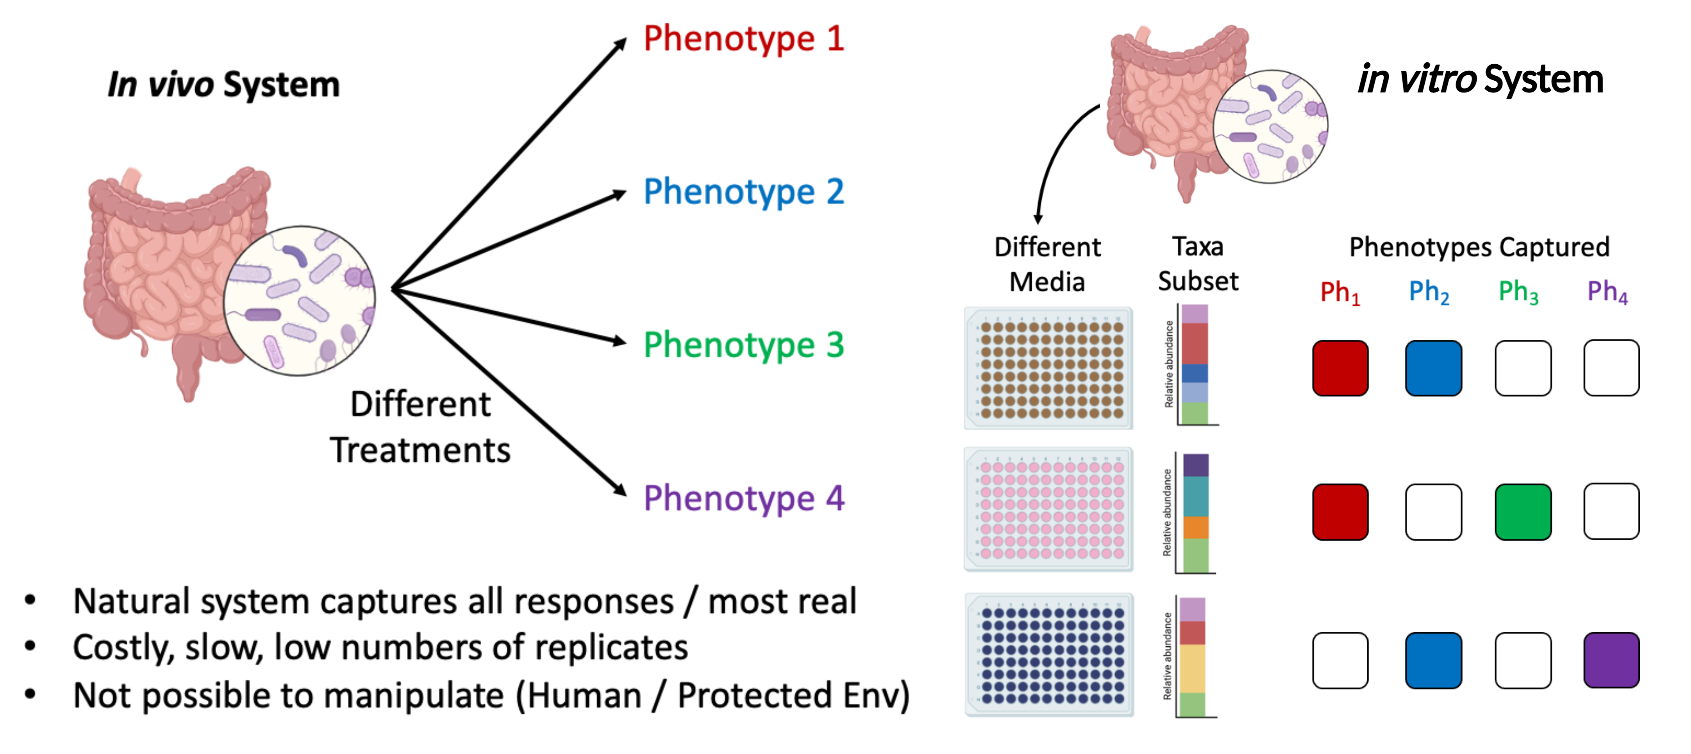 In vivo System
Phenotype 1
Phenotype 2
Phenotype 3
Phenotype 4
Different
Treatments
• Natural system captures all responses / most real
• Costly, slow, low numbers of replicates
• Not possible to manipulate (Human / Protected Env)
in vitro System
Different
Media
Taxa
Subset
Phenotypes Captured
Ph1 Ph2 Ph3 Ph4
Relative abundance
Relative abundance
Relative abundance